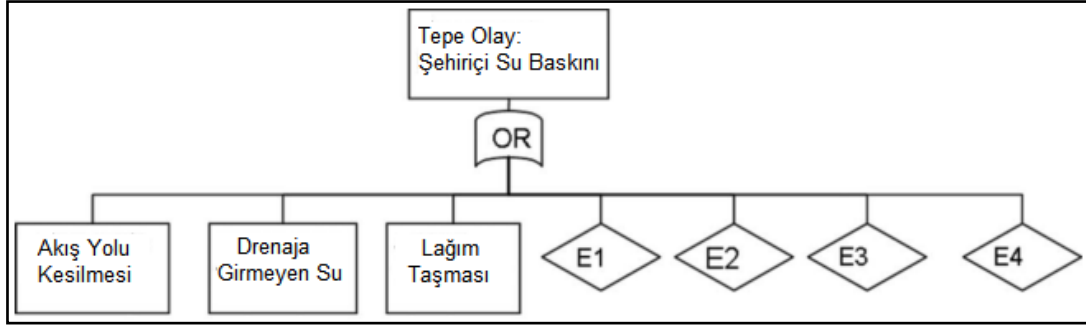 Tepe Olay:
Şehiriçi Su Baskını
OR
Akış Yolu
Kesilmesi
Drenaja
Girmeyen Su
Lağım
Taşması
E1
E2
E3
E4